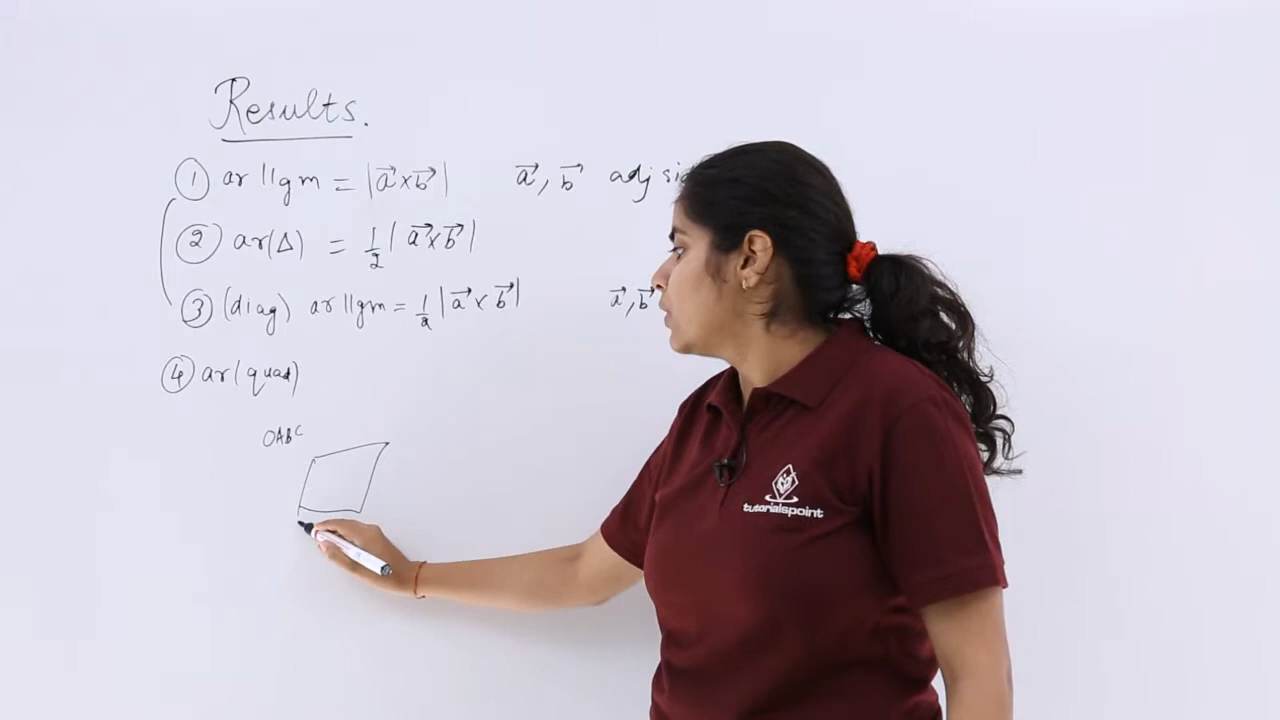 Results.
① ar ||gm = |a⃗×b⃗| a⃗, b⃗ adj
② ar(Δ) = 1/2 |a⃗×b⃗|
③ (diag) ar ||gm = 1/2 |a⃗×b⃗| a⃗, b⃗
④ ar(quad)
OABC
tutorialspoint